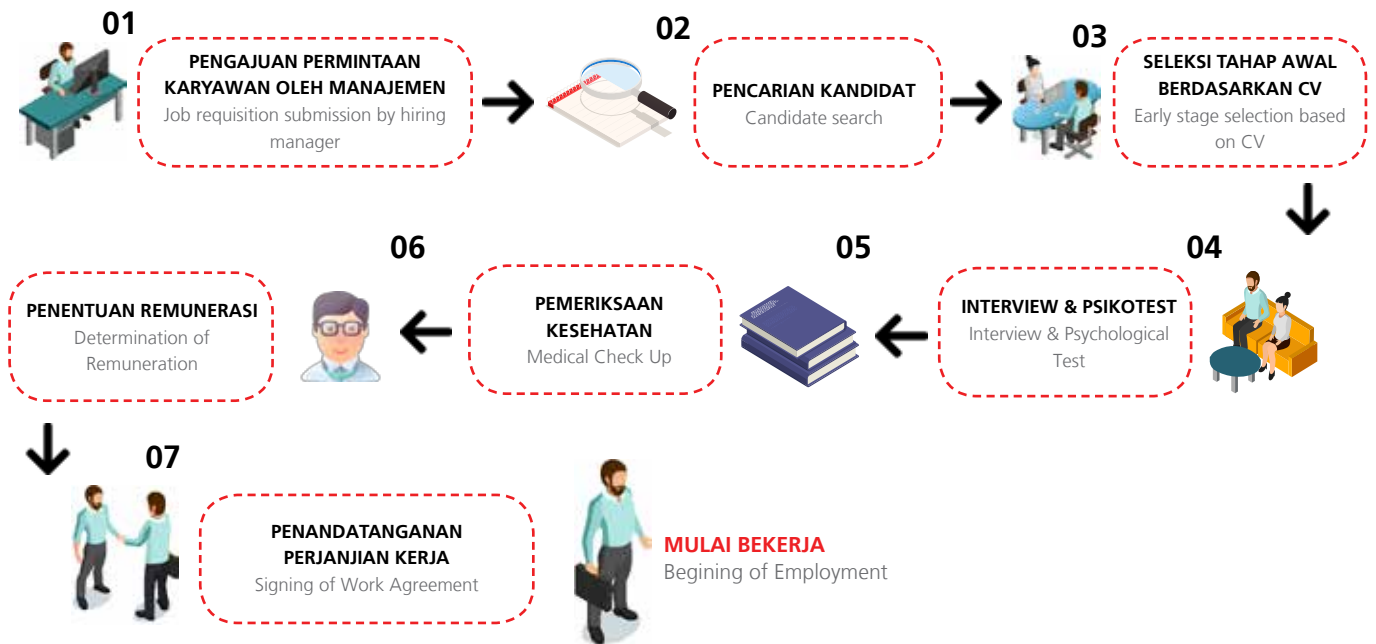 01
PENGAJUAN PERMINTAAN
KARYAWAN OLEH MANAJEMEN
Job requisition submission by hiring
manager
02
PENCARIAN KANDIDAT
Candidate search
03
SELEKSI TAHAP AWAL
BERDASARKAN CV
Early stage selection based
on CV
04
INTERVIEW & PSIKOTEST
Interview & Psychological
Test
05
PEMERIKSAAN
KESEHATAN
Medical Check Up
06
PENENTUAN REMUNERASI
Determination of
Remuneration
07
PENANDATANGANAN
PERJANJIAN KERJA
Signing of Work Agreement
MULAI BEKERJA
Begining of Employment